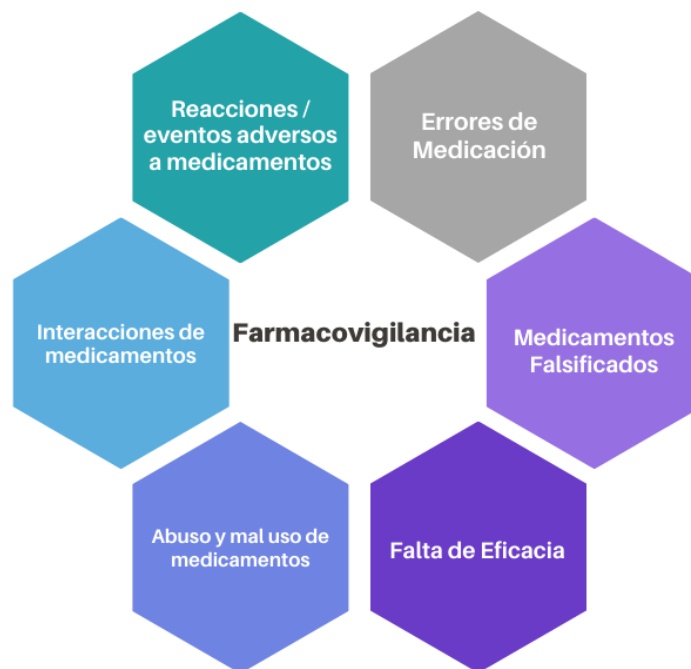 Reacciones /
eventos adversos
a medicamentos
Errores de
Medicación
Interacciones de
medicamentos
Farmacovigilancia
Medicamentos
Falsificados
Abuso y mal uso de
medicamentos
Falta de Eficacia